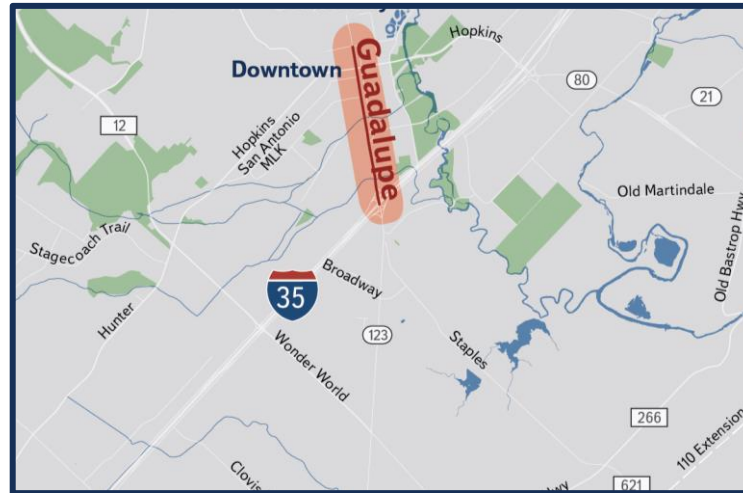 Hopkins
Downtown
Guadalupe
80
21
12
Hopkins
San Antonio
MLK
Old Martindale
Stagecoach Trail
Old Bastrop Hwy
Broadway
35
Hunter
123
Staples
Wonder World
266
110 Extension
Clovis
621